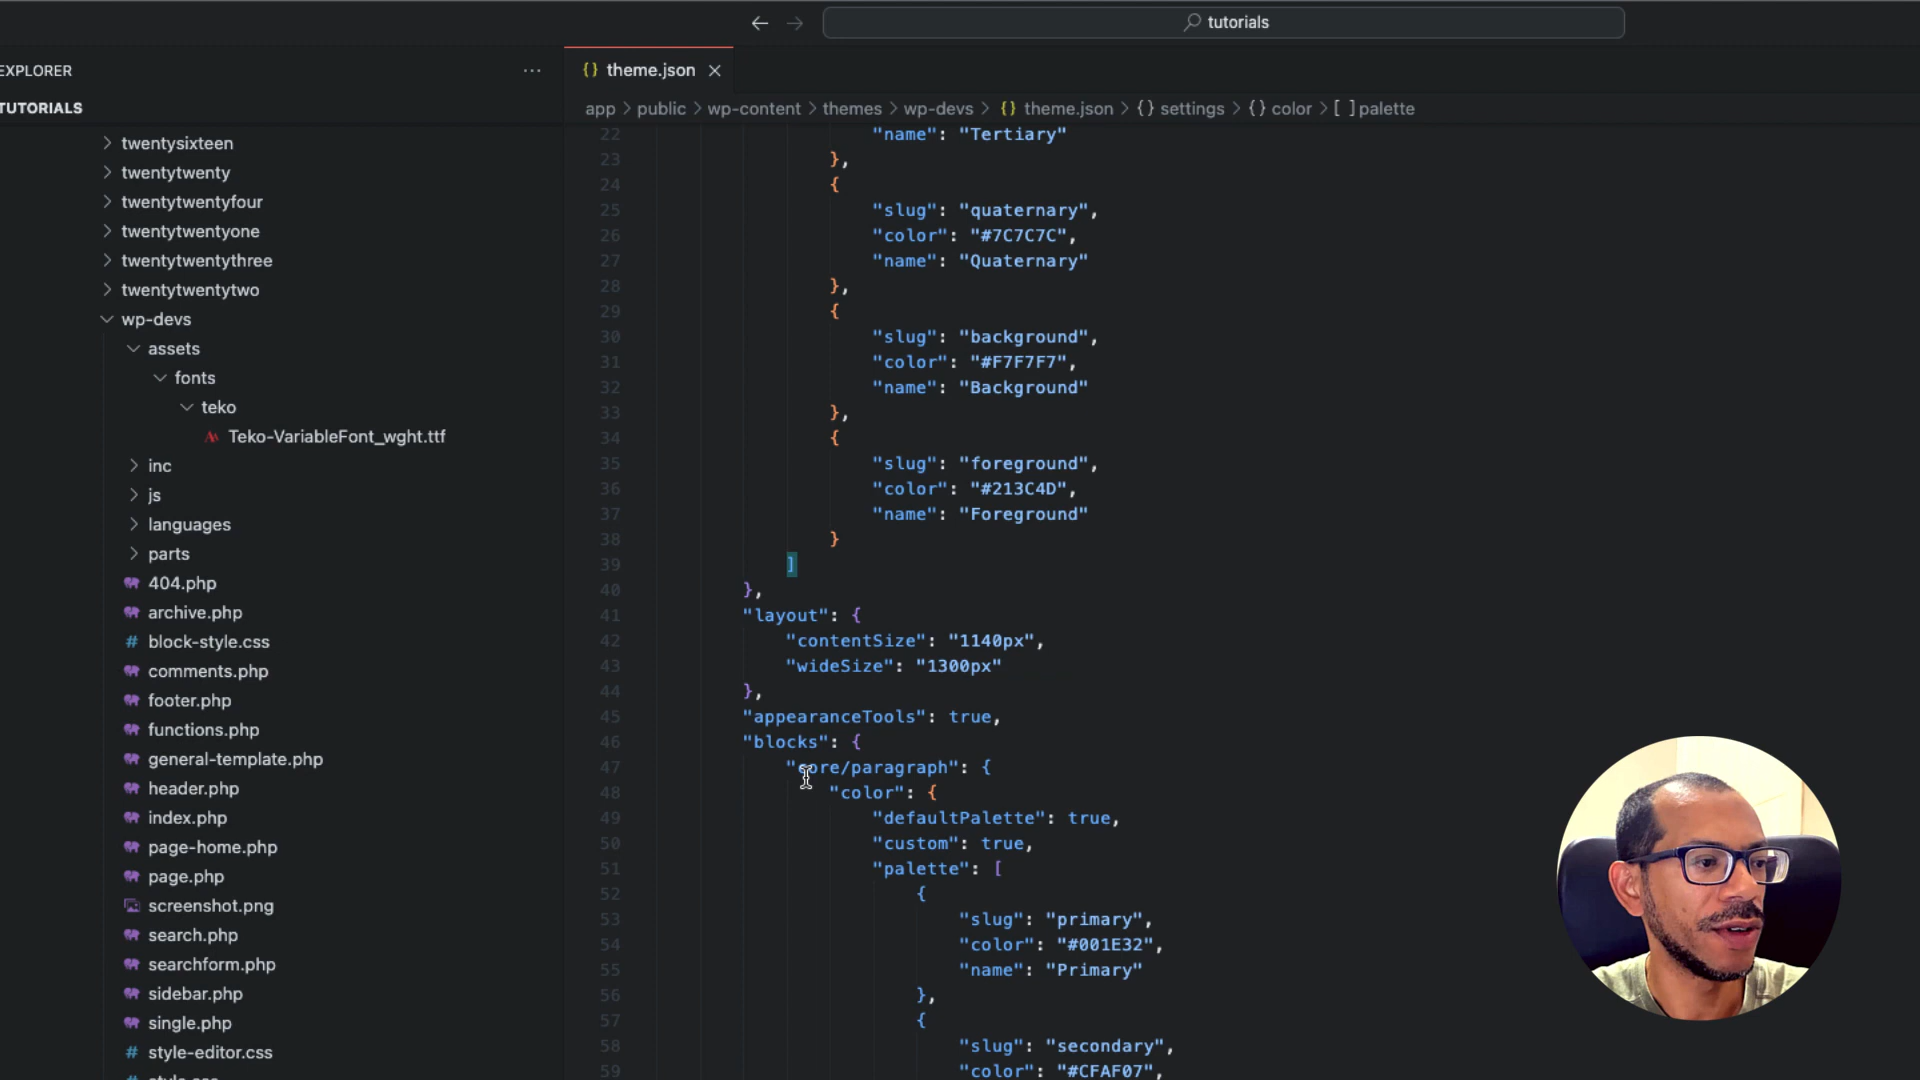 tutorials
EXPLORER
...
theme.json
TUTORIALS
app > public > wp-content > themes > wp-devs > {} theme.json > {} settings > {} color > [ ] palette
twentysixteen
twentytwenty
twentytwentyfour
twentytwentyone
twentytwentythree
twentytwentytwo
wp-devs
assets
fonts
teko
Teko-VariableFont_wght.ttf
inc
js
languages
parts
404.php
archive.php
# block-style.css
comments.php
footer.php
functions.php
general-template.php
header.php
index.php
page-home.php
page.php
screenshot.png
search.php
searchform.php
sidebar.php
single.php
# style-editor.css
22 "name": "Tertiary"
23 },
24 {
25 "slug": "quaternary",
26 "color": "#7C7C7C",
27 "name": "Quaternary"
28 },
29 {
30 "slug": "background",
31 "color": "#F7F7F7",
32 "name": "Background"
33 },
34 {
35 "slug": "foreground",
36 "color": "#213C4D",
37 "name": "Foreground"
38 }
39 ]
40 },
41 "layout": {
42 "contentSize": "1140px",
43 "wideSize": "1300px"
44 },
45 "appearanceTools": true,
46 "blocks": {
47 "core/paragraph": {
48 "color": {
49 "defaultPalette": true,
50 "custom": true,
51 "palette": [
52 {
53 "slug": "primary",
54 "color": "#001E32",
55 "name": "Primary"
56 },
57 {
58 "slug": "secondary",
59 "color": "#CFAF07",